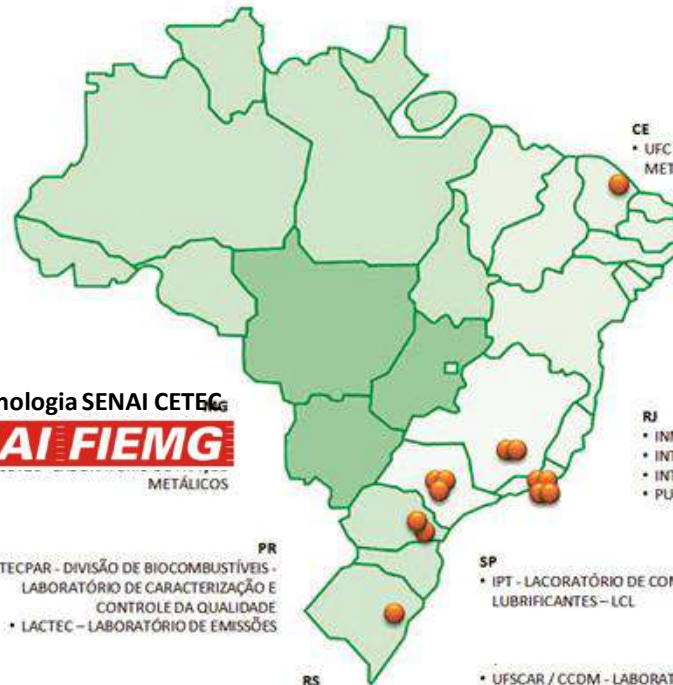 CE
• UFC
MET
nologia SENAI CETEC
AI FIEMG
METÁLICOS
RJ
• INM
• INT
• INT
• PU
PR
TECPAR - DIVISÃO DE BIOCOMBUSTÍVEIS -
LABORATÓRIO DE CARACTERIZAÇÃO E
CONTROLE DA QUALIDADE
• LACTEC – LABORATÓRIO DE EMISSÕES
SP
• IPT - LACORATÓRIO DE COM
LUBRIFICANTES – LCL
• UFSCAR / CCDM - LABORAT
RS